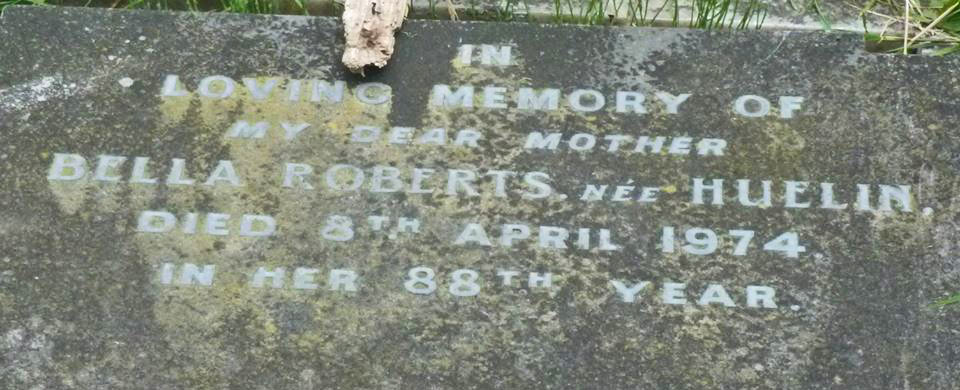 IN
LOVING MEMORY OF
MY DEAR MOTHER
BELLA ROBERTS. NÉE HUELIN.
DIED 8TH APRIL 1974.
IN HER 88TH YEAR.